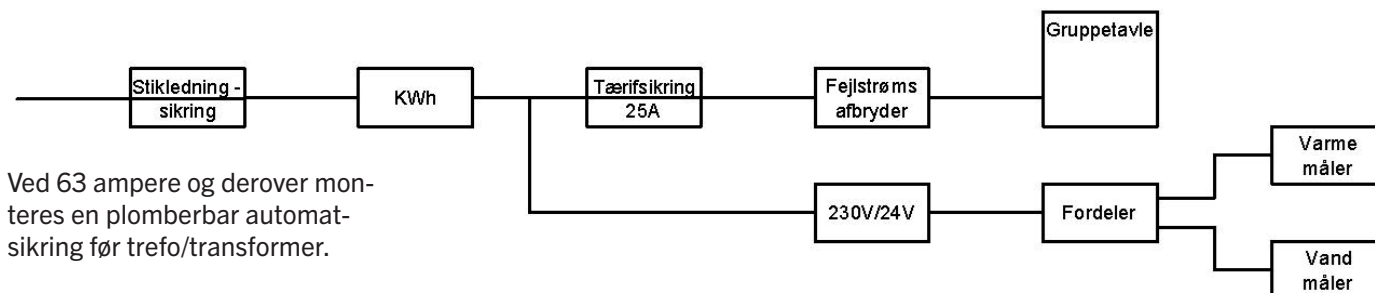 Gruppetavle
Stikledning -
sikring
KWh
Tærifsikring
25A
Fejlstrøms
afbryder
Varme
måler
Ved 63 ampere og derover mon-
teres en plomberbar automat-
sikring før trefo/transformer.
230V/24V
Fordeler
Vand
måler